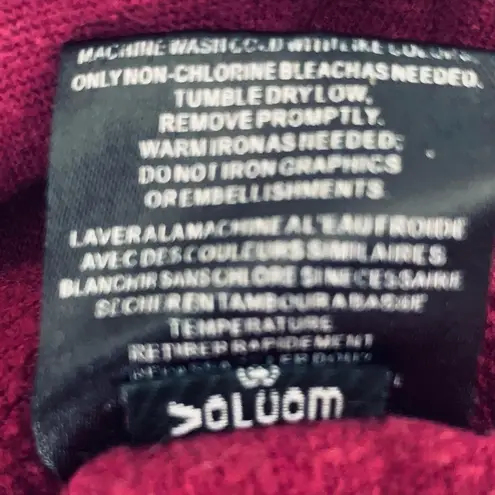 MACHINE WASH COLD WITH LIKE COLORS
ONLY NON-CHLORINE BLEACH AS NEEDED.
TUMBLE DRY LOW.
REMOVE PROMPTLY.
WARM IRON AS NEEDED;
DO NOT IRON GRAPHICS
OR EMBELLISHMENTS.
LAVER A LA MACHINE A L'EAU FROIDE
AVEC DES COULEURS SIMILAIRES
BLANCHIR SANS CHLORE SI NECESSAIRE
SECHER EN TAMBOUR A BASSE
TEMPERATURE
RETIRER RAPIDEMENT
VOLCOM